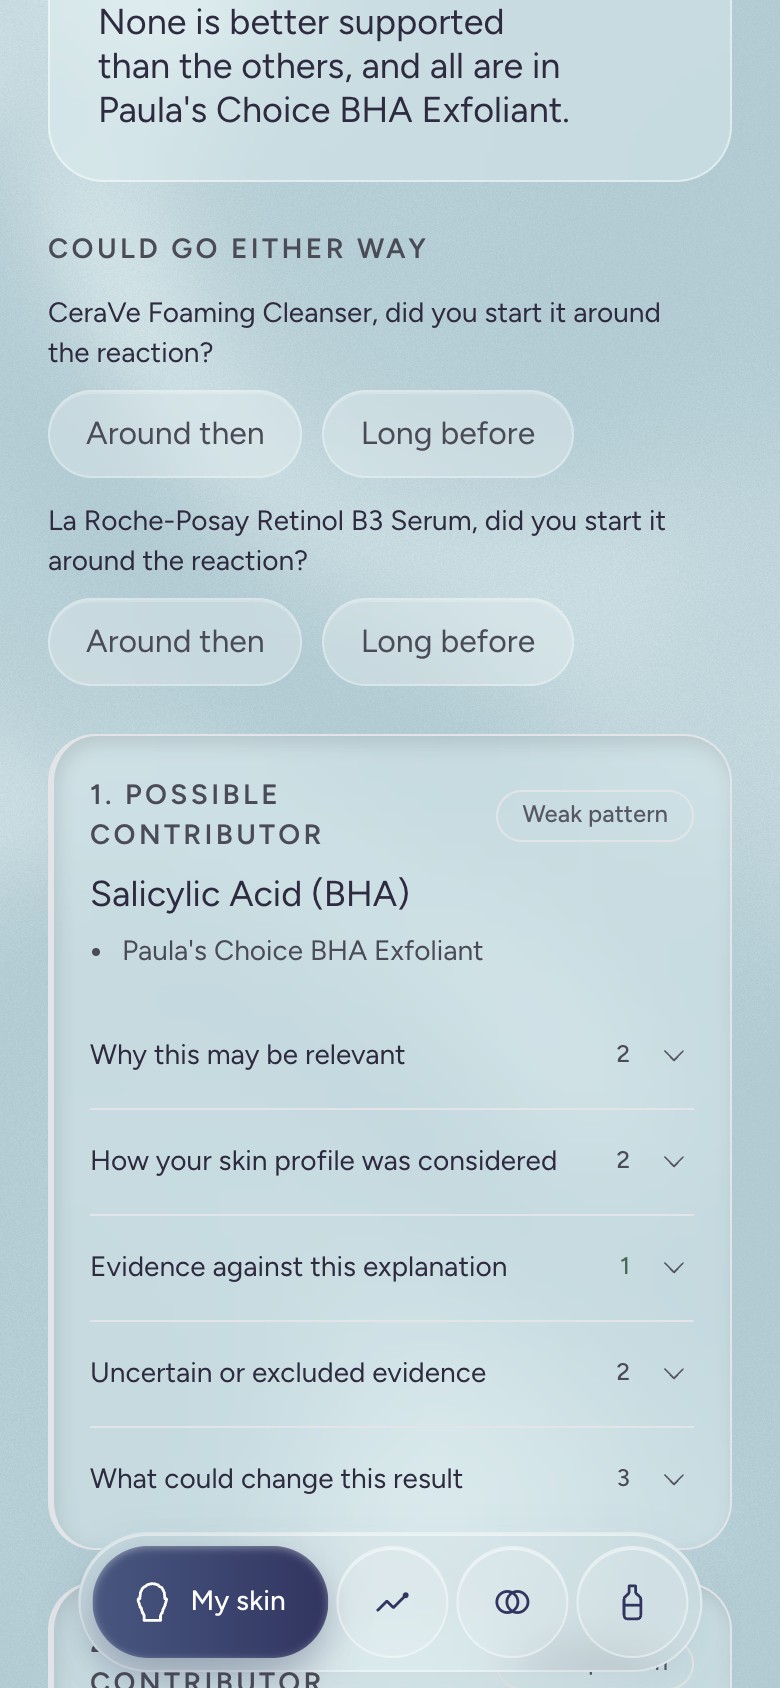 None is better supported
than the others, and all are in
Paula's Choice BHA Exfoliant.
COULD GO EITHER WAY
CeraVe Foaming Cleanser, did you start it around
the reaction?
Around then
Long before
La Roche-Posay Retinol B3 Serum, did you start it
around the reaction?
Around then
Long before
1. POSSIBLE
CONTRIBUTOR
Weak pattern
Salicylic Acid (BHA)
• Paula's Choice BHA Exfoliant
Why this may be relevant 2
How your skin profile was considered 2
Evidence against this explanation 1
Uncertain or excluded evidence 2
What could change this result 3
My skin
CONTRIBUTOR